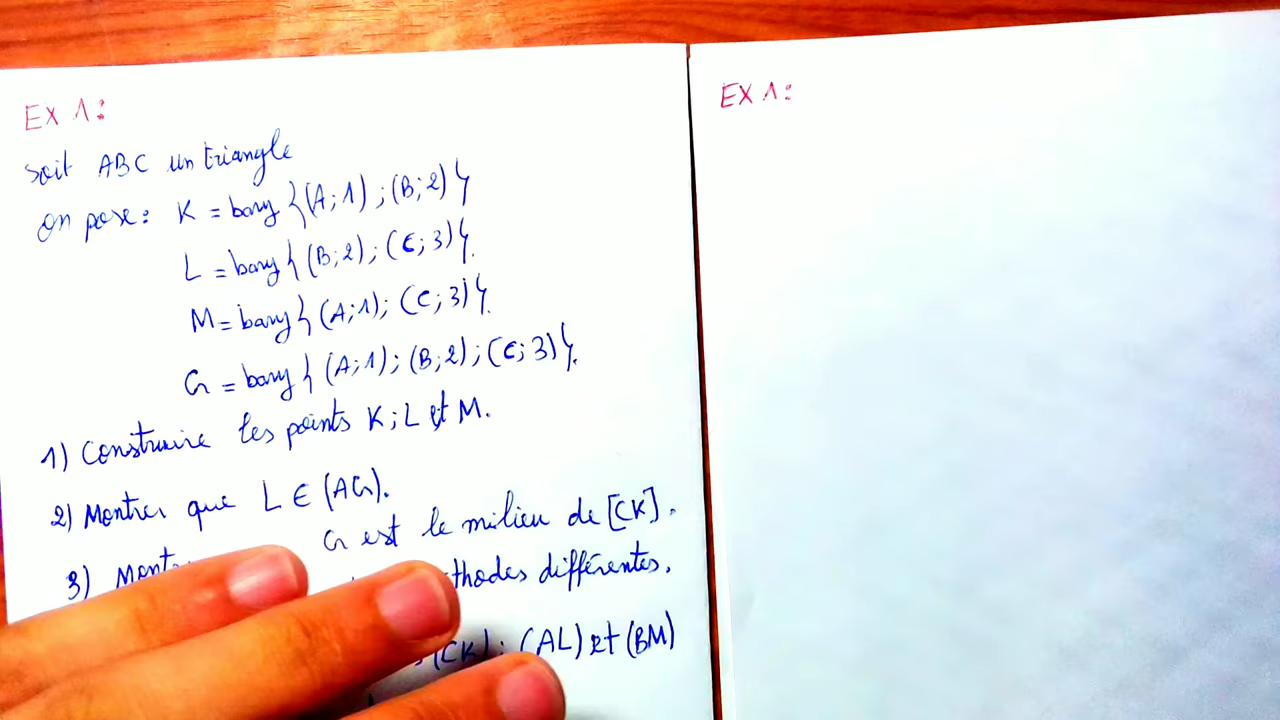 EX 1:
Soit ABC un triangle
On pose: K = bary {(A;1);(B;2)}
L = bary {(B;2);(C;3)}.
M = bary {(A;1);(C;3)}.
G = bary {(A;1);(B;2);(C;3)}.
1) Construire les points K;L et M.
2) Montrer que L ∈ (AG).
3) G est le milieu de [CK].
différentes.
(CK); (AL) et (BM)
EX 1: